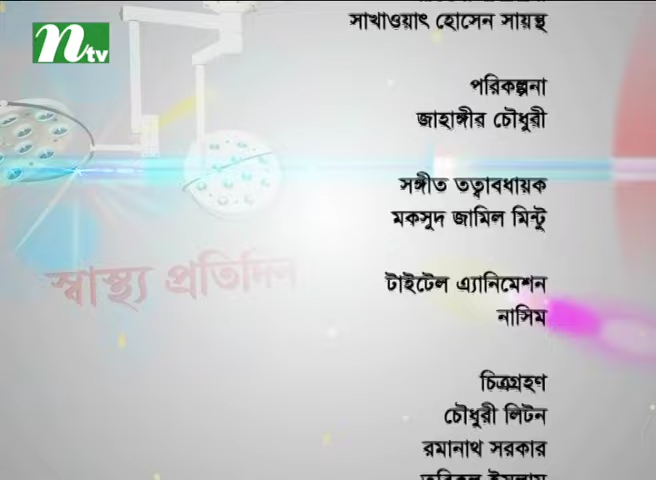 ntv
সাখাওয়াৎ হোসেন সায়ন্থ
পরিকল্পনা
জাহাঙ্গীর চৌধুরী
সঙ্গীত তত্বাবধায়ক
মকসুদ জামিল মিন্টু
স্বাস্থ্য প্রতিদিন
টাইটেল এ্যানিমেশন
নাসিম
চিত্রগ্রহণ
চৌধুরী লিটন
রমানাথ সরকার